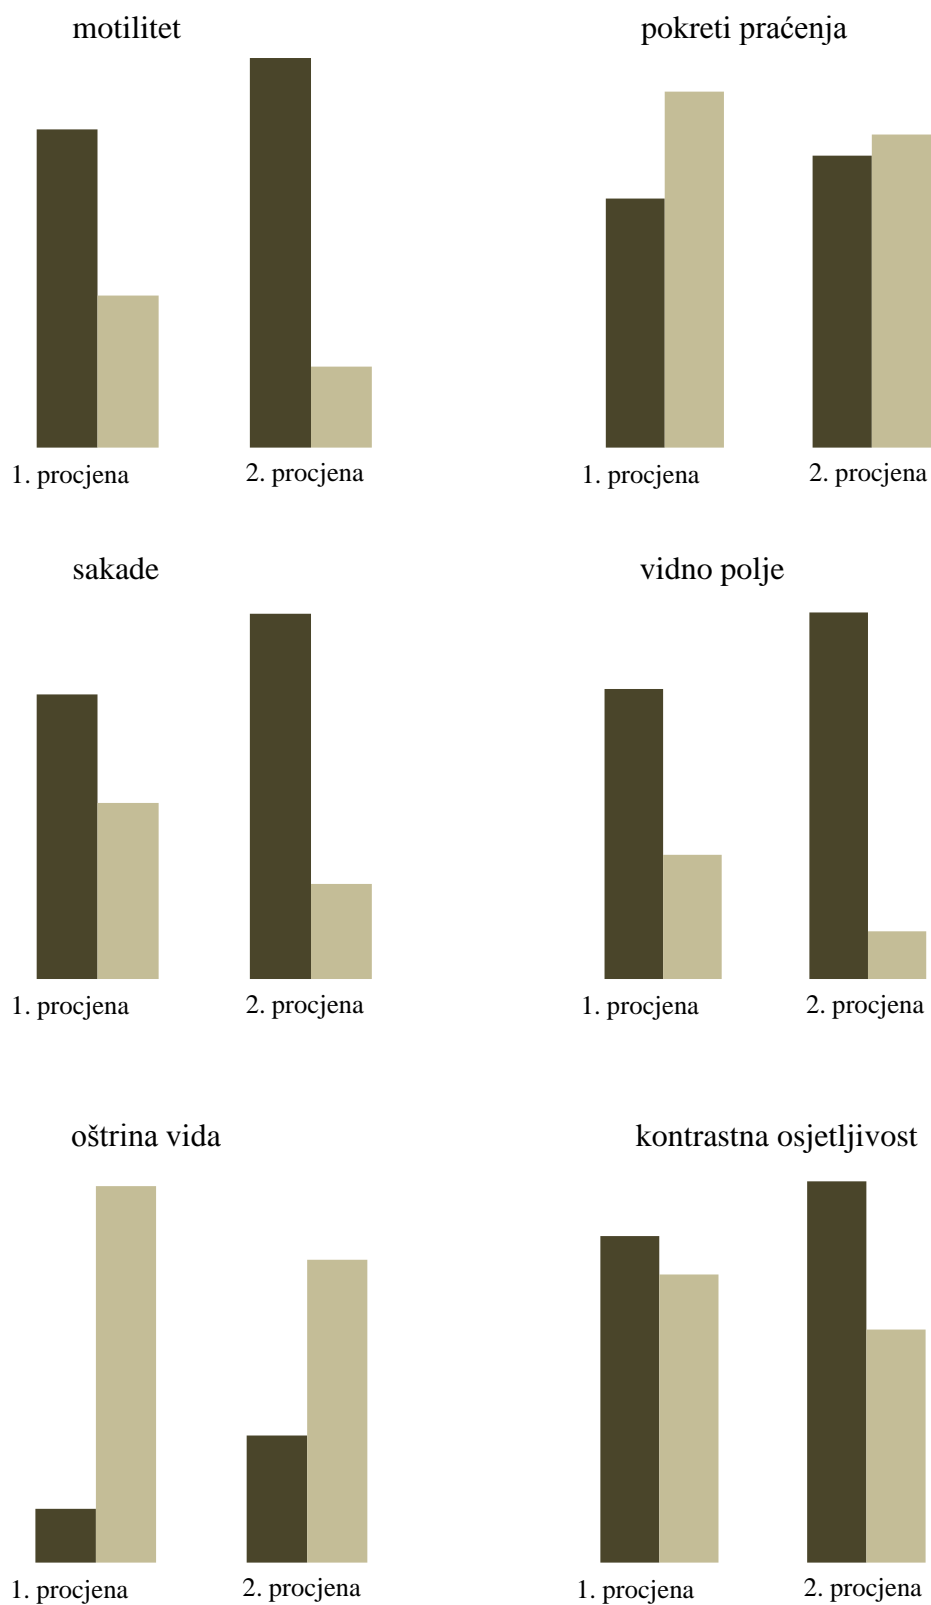 motilitet
pokreti praćenja
1. procjena
2. procjena
1. procjena
2. procjena
sakade
vidno polje
1. procjena
2. procjena
1. procjena
2. procjena
oštrina vida
kontrastna osjetljivost
1. procjena
2. procjena
1. procjena
2. procjena